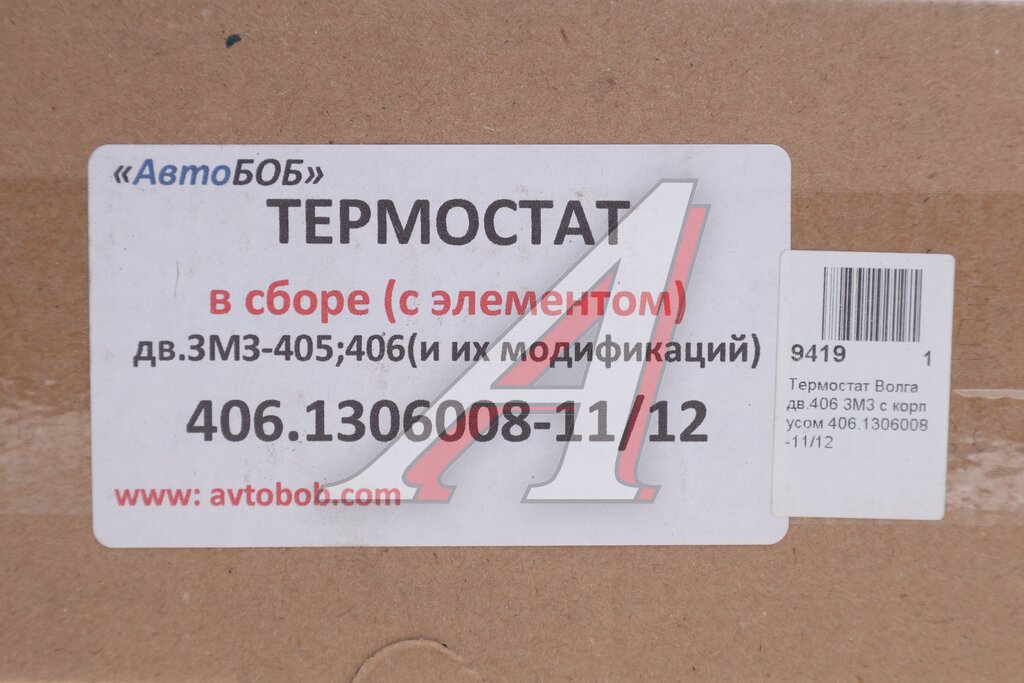 «АвтоБОБ»
ТЕРМОСТАТ
в сборе (с элементом)
дв.ЗМЗ-405;406(и их модификаций)
406.1306008-11/12
www: avtobob.com
9419 1
Термостат Волга
дв.406 ЗМЗ с корп
усом 406.1306008
-11/12